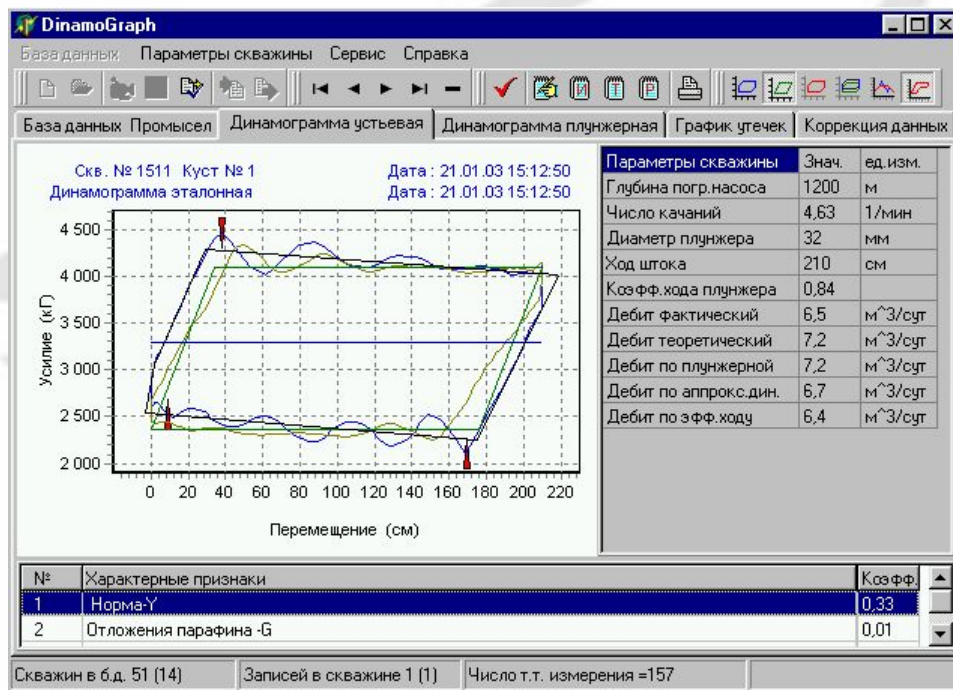 DinamoGraph
База данных Параметры скважины Сервис Справка
База данных Промысел Динамограмма устьевая Динамограмма плунжерная График утечек Коррекция данных
Скв. № 1511 Куст № 1 Дата : 21.01.03 15:12:50
Динамограмма эталонная Дата : 21.01.03 15:12:50
Усилие (кГ)
4 500
4 000
3 500
3 000
2 500
2 000
0 20 40 60 80 100 120 140 160 180 200 220
Перемещение (см)
Параметры скважины Знач. ед.изм.
Глубина погр.насоса 1200 м
Число качаний 4,63 1/мин
Диаметр плунжера 32 мм
Ход штока 210 см
Коэфф.хода плунжера 0,84
Дебит фактический 6,5 м^3/сут
Дебит теоретический 7,2 м^3/сут
Дебит по плунжерной 7,2 м^3/сут
Дебит по аппрокс.дин. 6,7 м^3/сут
Дебит по эфф.ходу 6,4 м^3/сут
№ Характерные признаки Коэфф.
1 Норма-Y 0,33
2 Отложения парафина -G 0,01
Скважин в б.д. 51 (14) Записей в скважине 1 (1) Число т.т. измерения =157